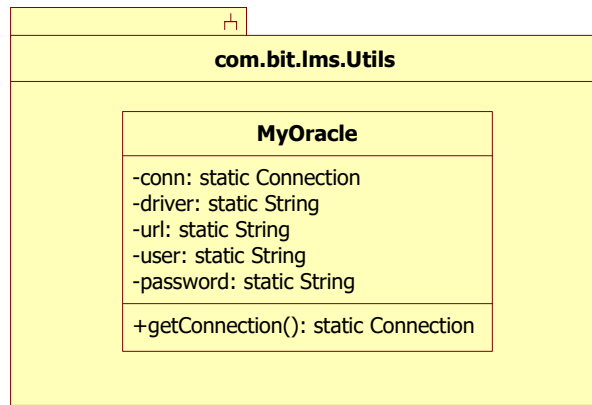 com.bit.lms.Utils
MyOracle
-conn: static Connection
-driver: static String
-url: static String
-user: static String
-password: static String
+getConnection(): static Connection